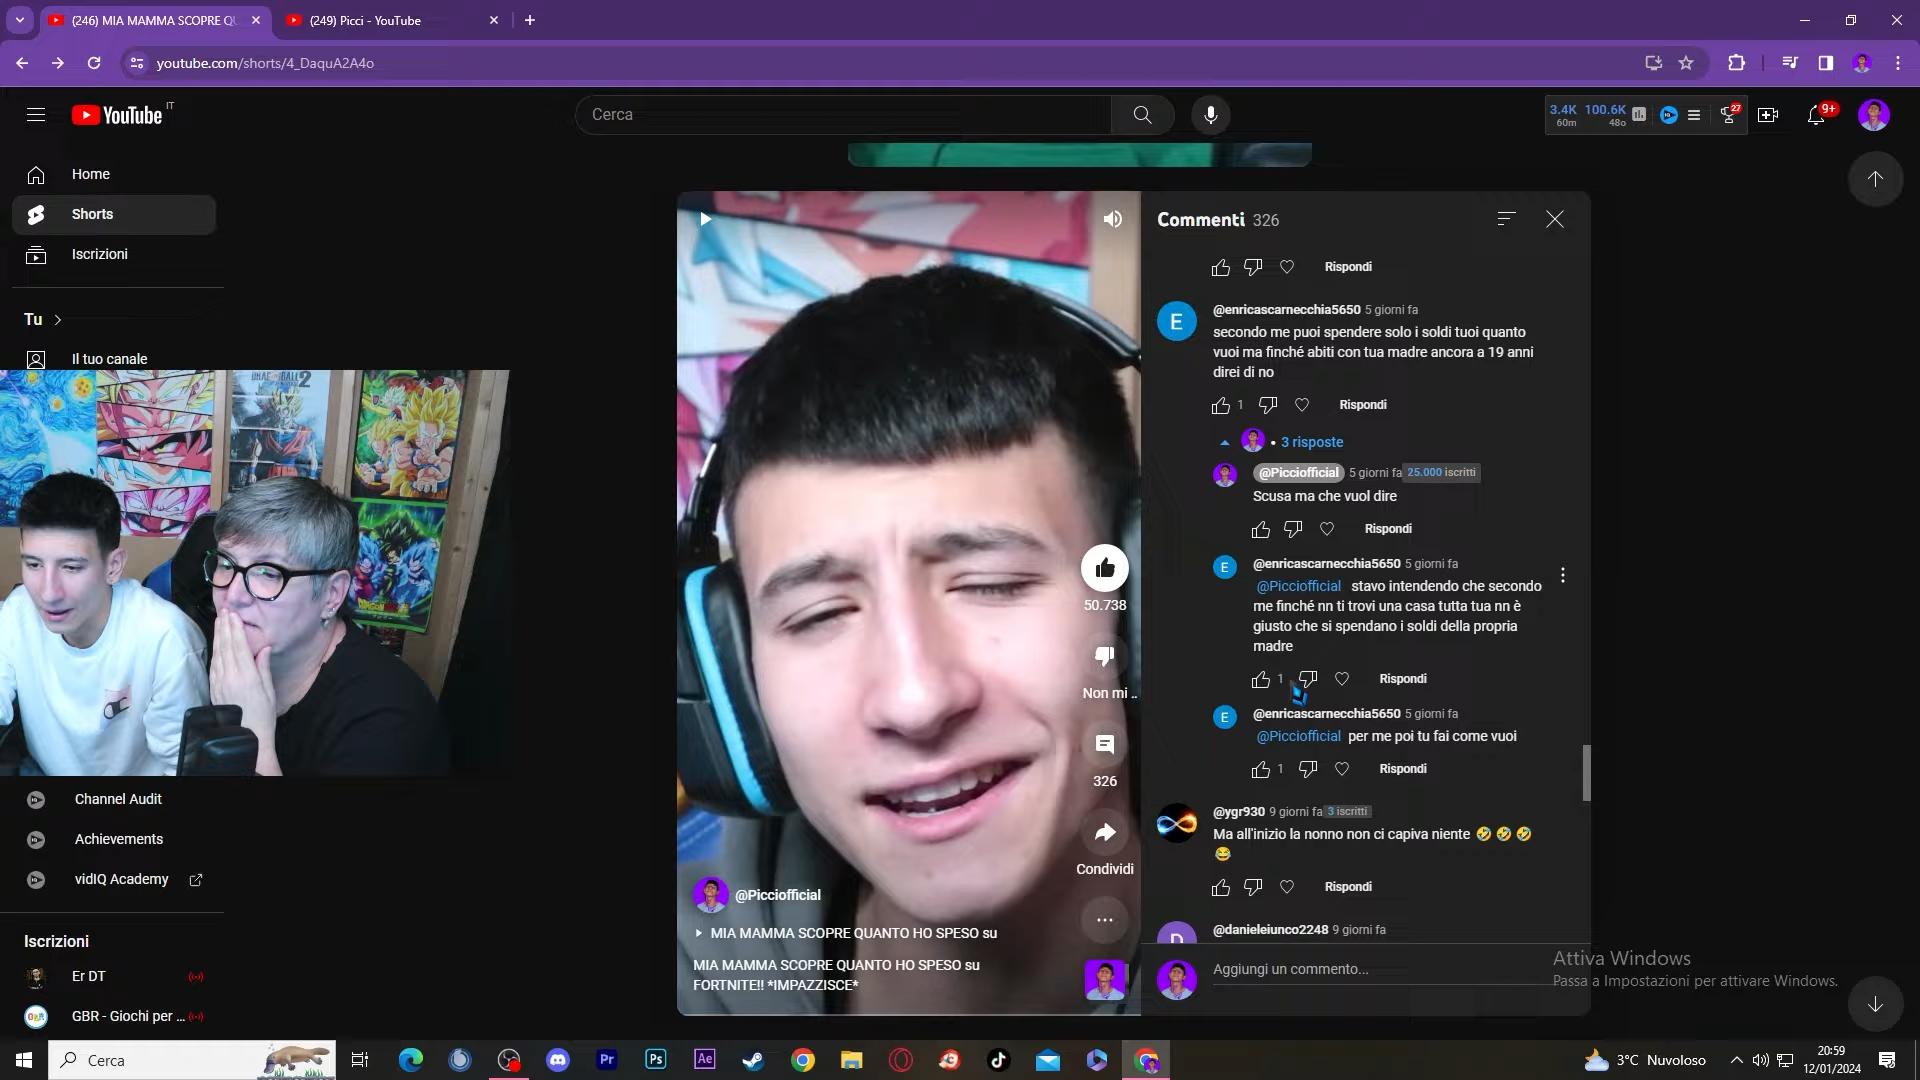 (246) MIA MAMMA SCOPRE QU
(249) Picci - YouTube
youtube.com/shorts/4_DaquA2A4o
YouTube
IT
Cerca
3.4K
60m
100.6K
48o
27
9+
Home
Shorts
Iscrizioni
Tu
Il tuo canale
Channel Audit
Achievements
vidIQ Academy
Iscrizioni
Er DT
GBR - Giochi per ...
50.738
Non mi ..
326
Condividi
@Picciofficial
MIA MAMMA SCOPRE QUANTO HO SPESO su
MIA MAMMA SCOPRE QUANTO HO SPESO su
FORTNITE!! *IMPAZZISCE*
Commenti 326
Rispondi
E
@enricascarnecchia5650 5 giorni fa
secondo me puoi spendere solo i soldi tuoi quanto
vuoi ma finché abiti con tua madre ancora a 19 anni
direi di no
1
Rispondi
• 3 risposte
@Picciofficial 5 giorni fa 25.000 iscritti
Scusa ma che vuol dire
Rispondi
E
@enricascarnecchia5650 5 giorni fa
@Picciofficial stavo intendendo che secondo
me finché nn ti trovi una casa tutta tua nn è
giusto che si spendano i soldi della propria
madre
1
Rispondi
E
@enricascarnecchia5650 5 giorni fa
@Picciofficial per me poi tu fai come vuoi
1
Rispondi
@ygr930 9 giorni fa 3 iscritti
Ma all'inizio la nonno non ci capiva niente 🤣🤣🤣
😂
Rispondi
D
@danieleiunco2248 9 giorni fa
Aggiungi un commento...
Attiva Windows
Passa a Impostazioni per attivare Windows.
Cerca
Pr
Ps
Ae
3°C Nuvoloso
20:59
12/01/2024